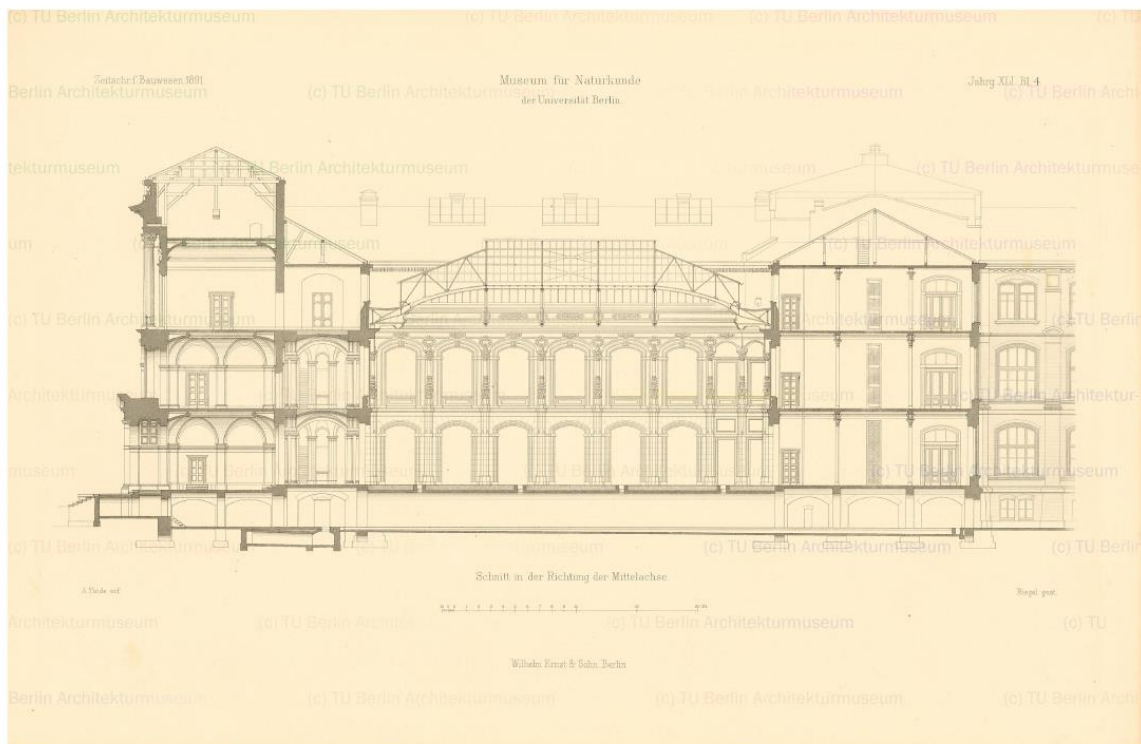 Zeitschr. f. Bauwesen 1891.
Museum für Naturkunde
der Universität Berlin.
Jahrg. XLI. Bl. 4
Schnitt in der Richtung der Mittelachse.
A. Tiede erf.
Riegel gest.
Wilhelm Ernst & Sohn, Berlin
(c) TU Berlin Architekturmuseum